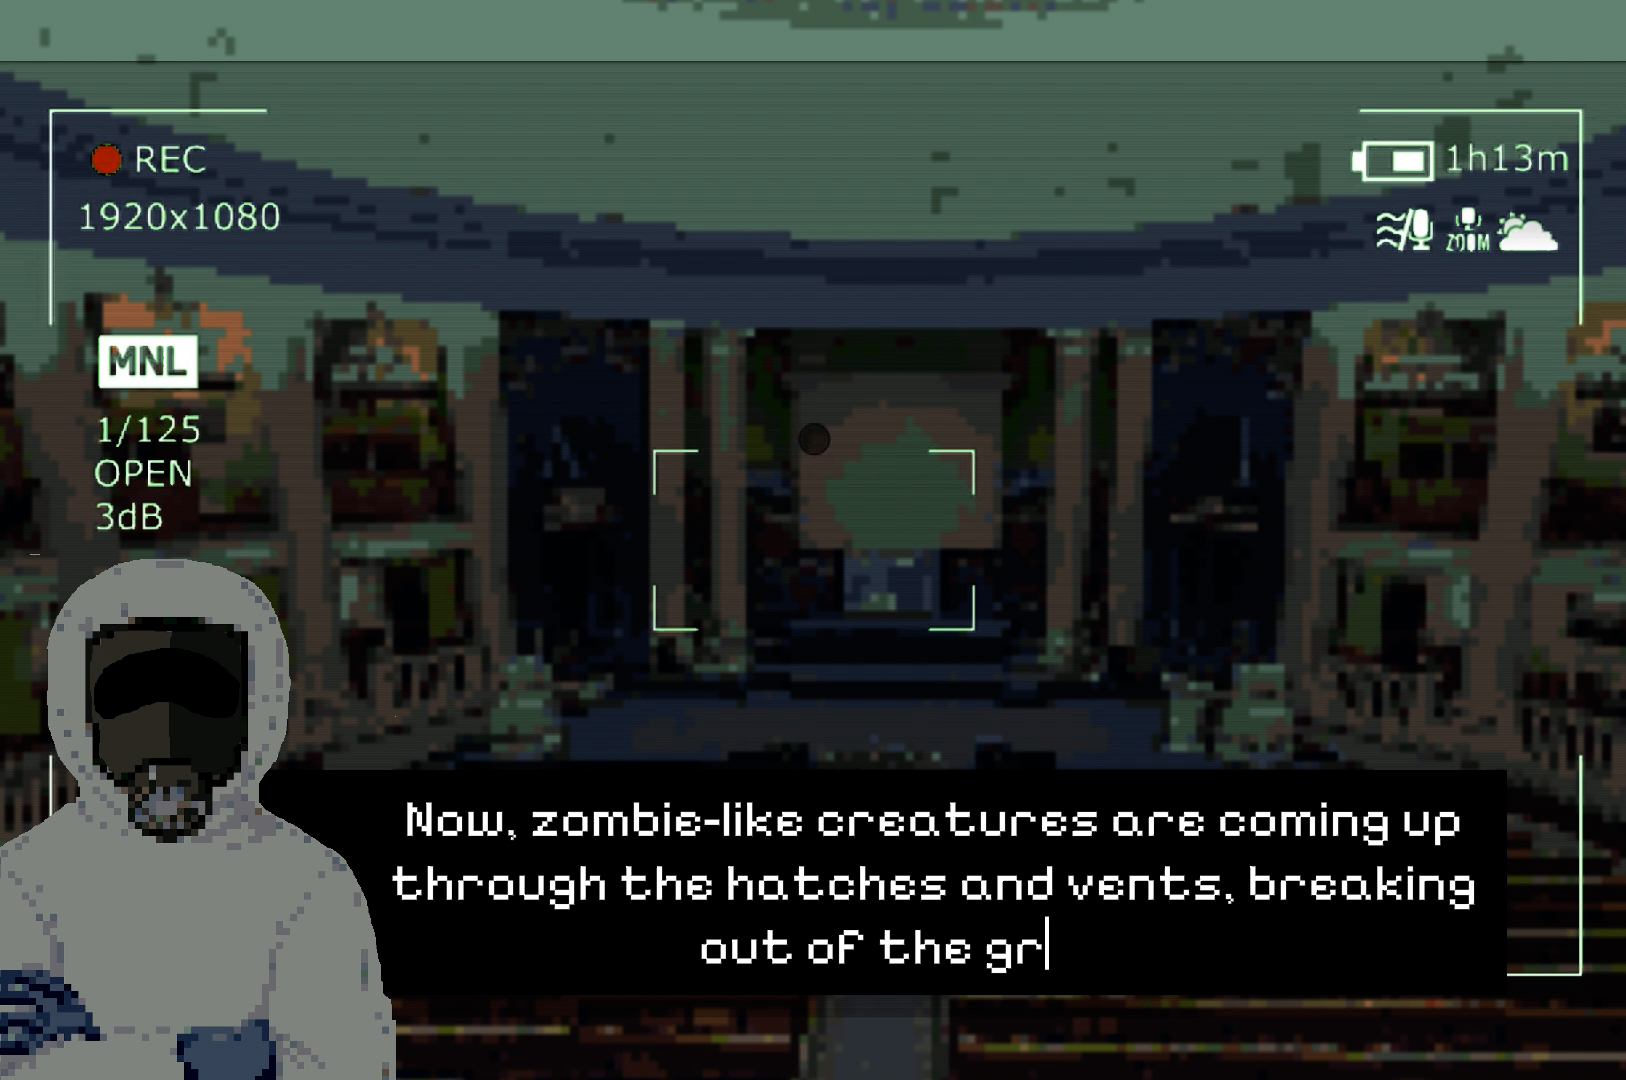 REC
1h13m
1920x1080
ZOOM
MNL
1/125
OPEN
3dB
Now, zombie-like creatures are coming up
through the hatches and vents, breaking
out of the gr